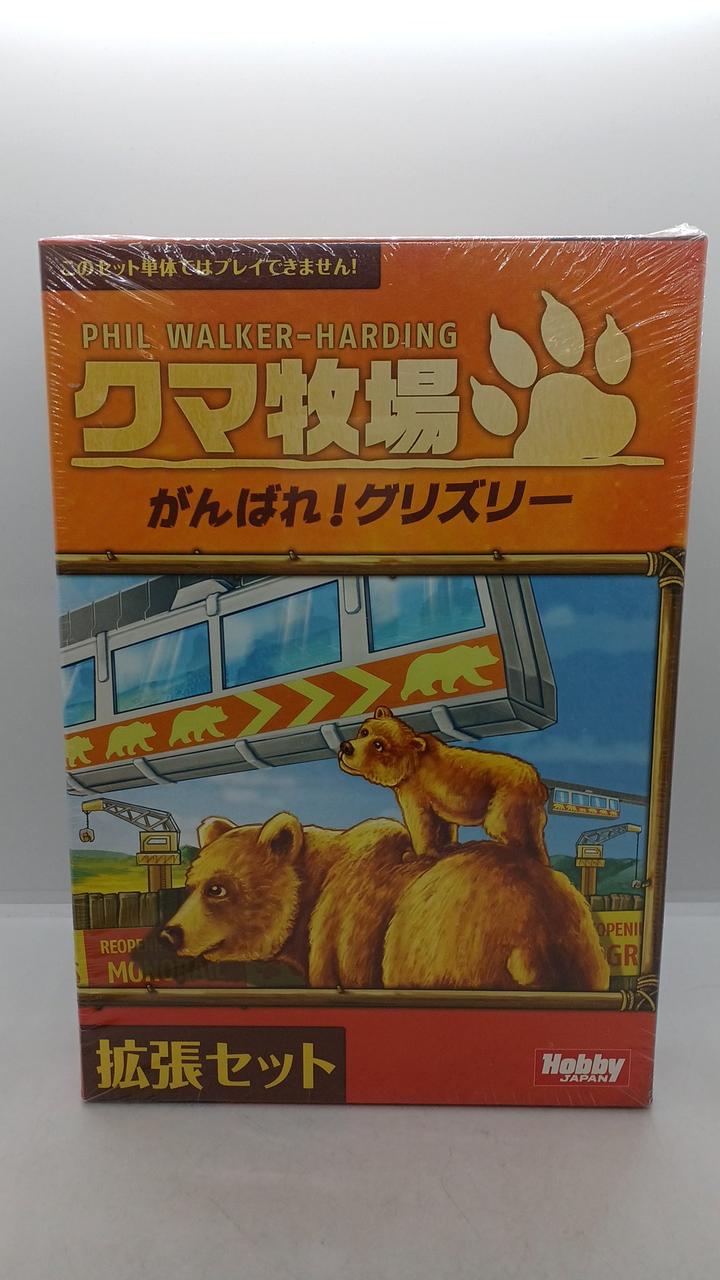 このセット単体ではプレイできません!
PHIL WALKER-HARDING
クマ牧場
がんばれ!グリズリー
REOPENI
OPENI
MONORAIL
GR
拡張セット
Hobby
JAPAN